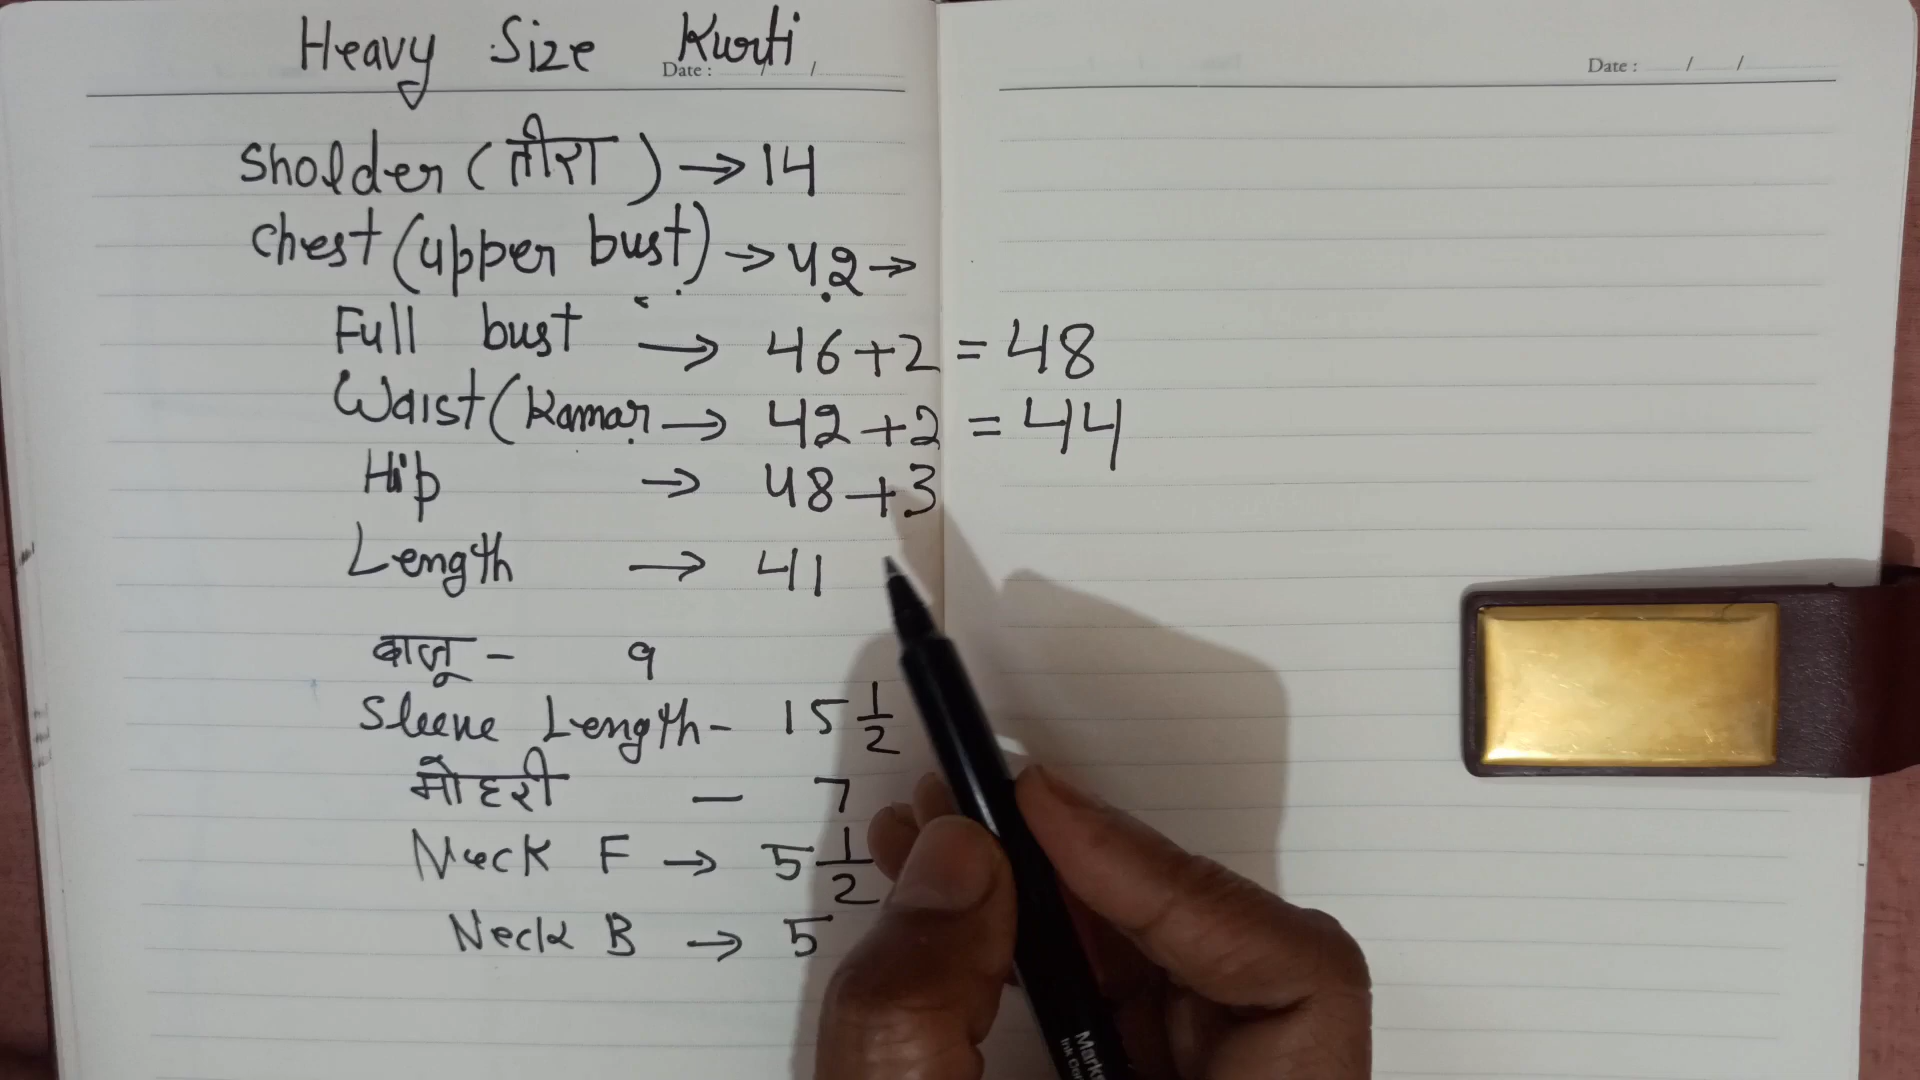 Heavy Size Kurti
Date : / /
Date : / /
Sholder (तीरा) → 14
Chest (upper bust) → 42 →
Full bust → 46 + 2 = 48
Waist (Kamar → 42 + 2 = 44
Hip → 48 + 3
Length → 41
बाजू - 9
Sleeve Length - 15 1/2
मोहरी - 7
Neck F → 5 1/2
Neck B → 5